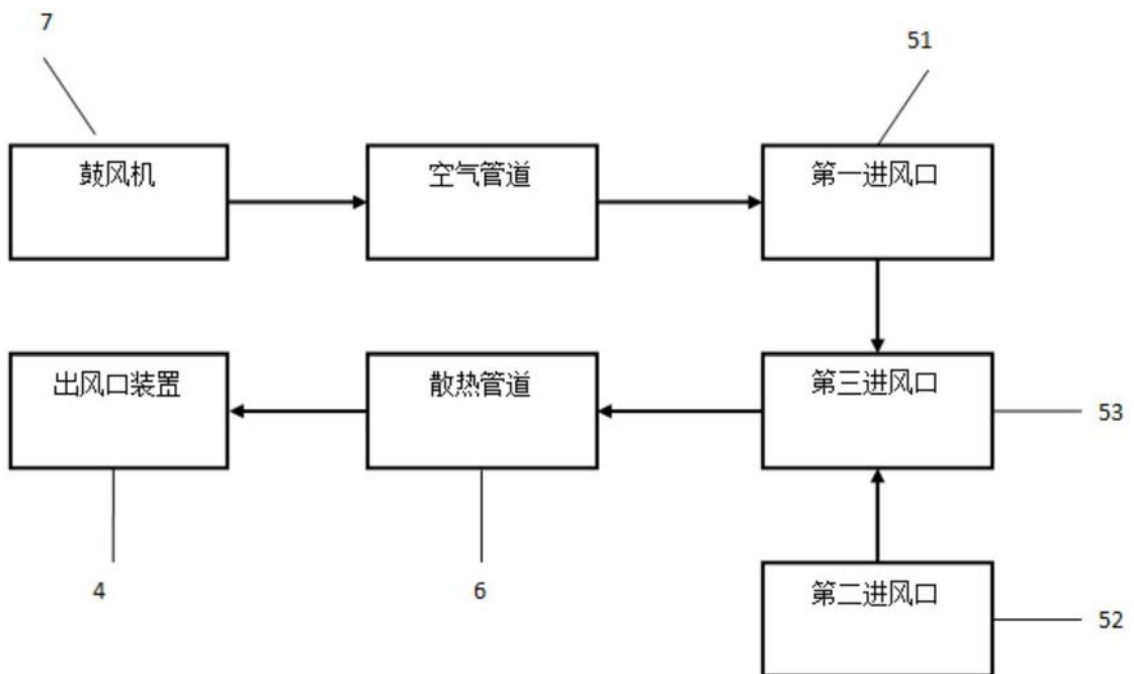 7
51
鼓风机
空气管道
第一进风口
出风口装置
散热管道
第三进风口
53
4
6
第二进风口
52